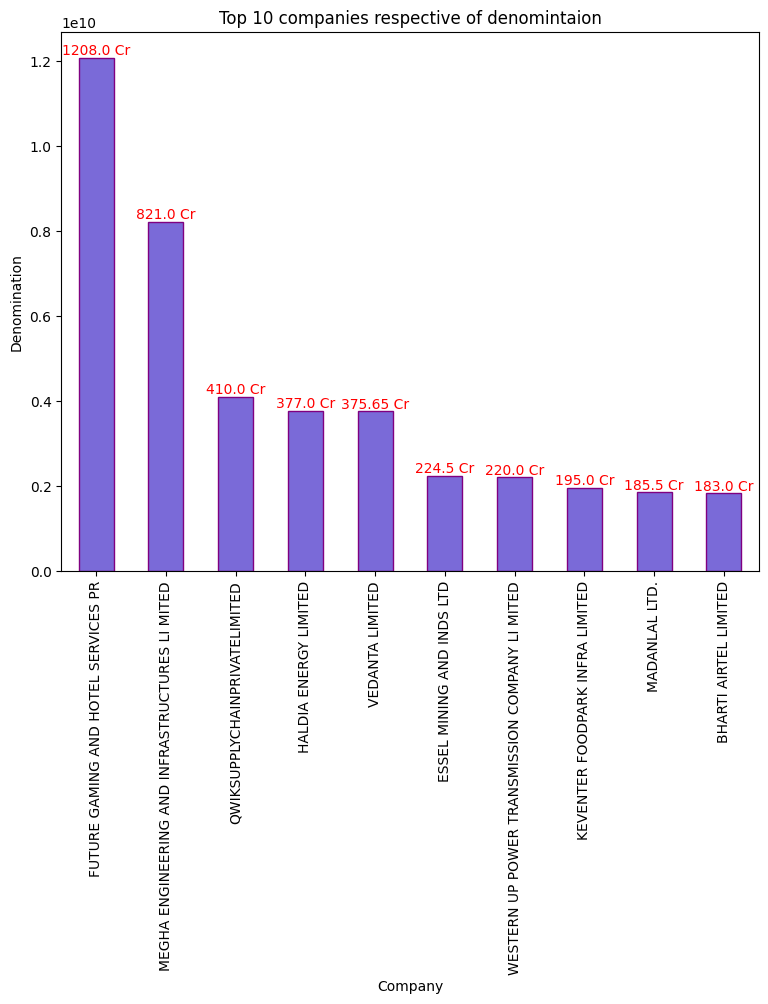 Top 10 companies respective of denomintaion
1e10
1.2
1.0
0.8
0.6
0.4
0.2
0.0
Denomination
1208.0 Cr
821.0 Cr
410.0 Cr
377.0 Cr
375.65 Cr
224.5 Cr
220.0 Cr
195.0 Cr
185.5 Cr
183.0 Cr
FUTURE GAMING AND HOTEL SERVICES PR
MEGHA ENGINEERING AND INFRASTRUCTURES LI MITED
QWIKSUPPLYCHAINPRIVATELIMITED
HALDIA ENERGY LIMITED
VEDANTA LIMITED
ESSEL MINING AND INDS LTD
WESTERN UP POWER TRANSMISSION COMPANY LI MITED
KEVENTER FOODPARK INFRA LIMITED
MADANLAL LTD.
BHARTI AIRTEL LIMITED
Company